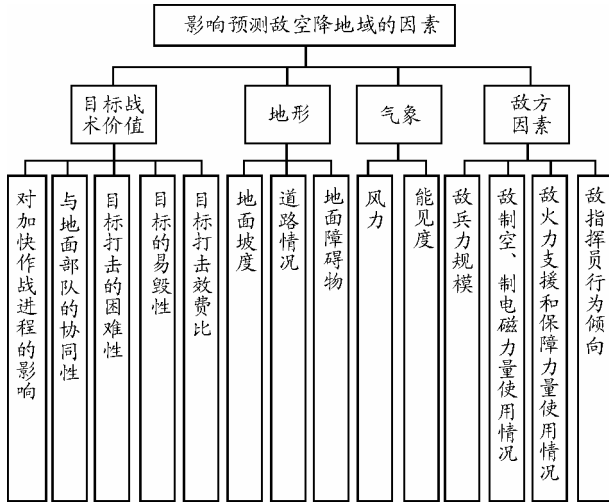 影响预测敌空降地域的因素
目标战
术价值
地形
气象
敌方
因素
对加快作战进程的影响
与地面部队的协同性
目标打击的困难性
目标的易毁性
目标打击效费比
地面坡度
道路情况
地面障碍物
风力
能见度
敌兵力规模
敌制空、制电磁力量使用情况
敌火力支援和保障力量使用情况
敌指挥员行为倾向